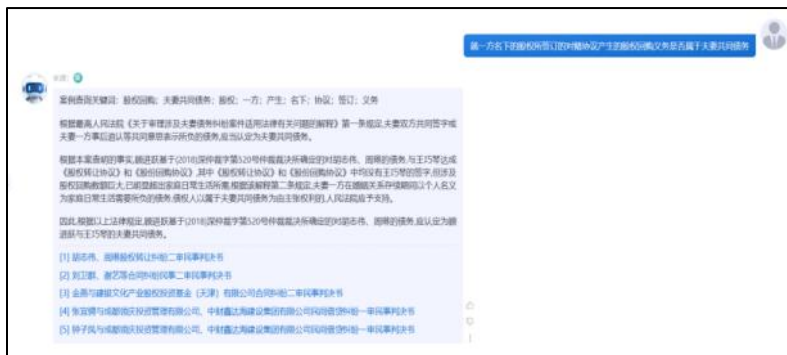 就一方名下的股权所签订的对赌协议产生的股权回购义务是否属于夫妻共同债务
案例查询关键词: 股权回购; 夫妻共同债务; 股权; 一方; 产生; 名下; 协议; 签订; 义务
根据最高人民法院《关于审理涉及夫妻债务纠纷案件适用法律有关问题的解释》第一条规定,夫妻双方共同签字或
夫妻一方事后追认等共同意思表示所负的债务,应当认定为夫妻共同债务。
根据本案查明的事实,顾进跃基于(2018)深仲裁字第520号仲裁裁决所确定的对胡志伟、周珮的债务,与王巧琴达成
《股权转让协议》和《股份回购协议》,其中《股权转让协议》和《股份回购协议》中均没有王巧琴的签字,但涉及
股权回购数额巨大,已明显超出家庭日常生活所需,根据该解释第二条规定,夫妻一方在婚姻关系存续期间以个人名义
为家庭日常生活需要所负的债务,债权人以属于夫妻共同债务为由主张权利的,人民法院应予支持。
因此,根据以上法律规定,顾进跃基于(2018)深仲裁字第520号仲裁裁决所确定的对胡志伟、周珮的债务,应认定为顾
进跃与王巧琴的夫妻共同债务。
[1] 胡志伟、周珮股权转让纠纷二审民事判决书
[2] 刘卫群、谢艺等合同纠纷民事二审民事判决书
[3] 金燕与建银文化产业股权投资基金(天津)有限公司合同纠纷二审民事判决书
[4] 张宜骋与成都润庆投资管理有限公司、中财鑫达海建设集团有限公司民间借贷纠纷一审民事判决书
[5] 钟子凤与成都润庆投资管理有限公司、中财鑫达海建设集团有限公司民间借贷纠纷一审民事判决书